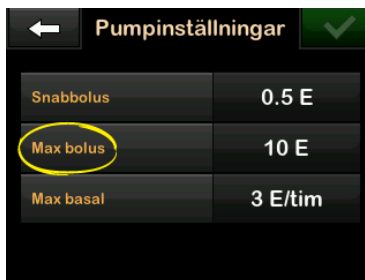 Pumpinställningar
Snabbolus 0.5 E
Max bolus 10 E
Max basal 3 E/tim